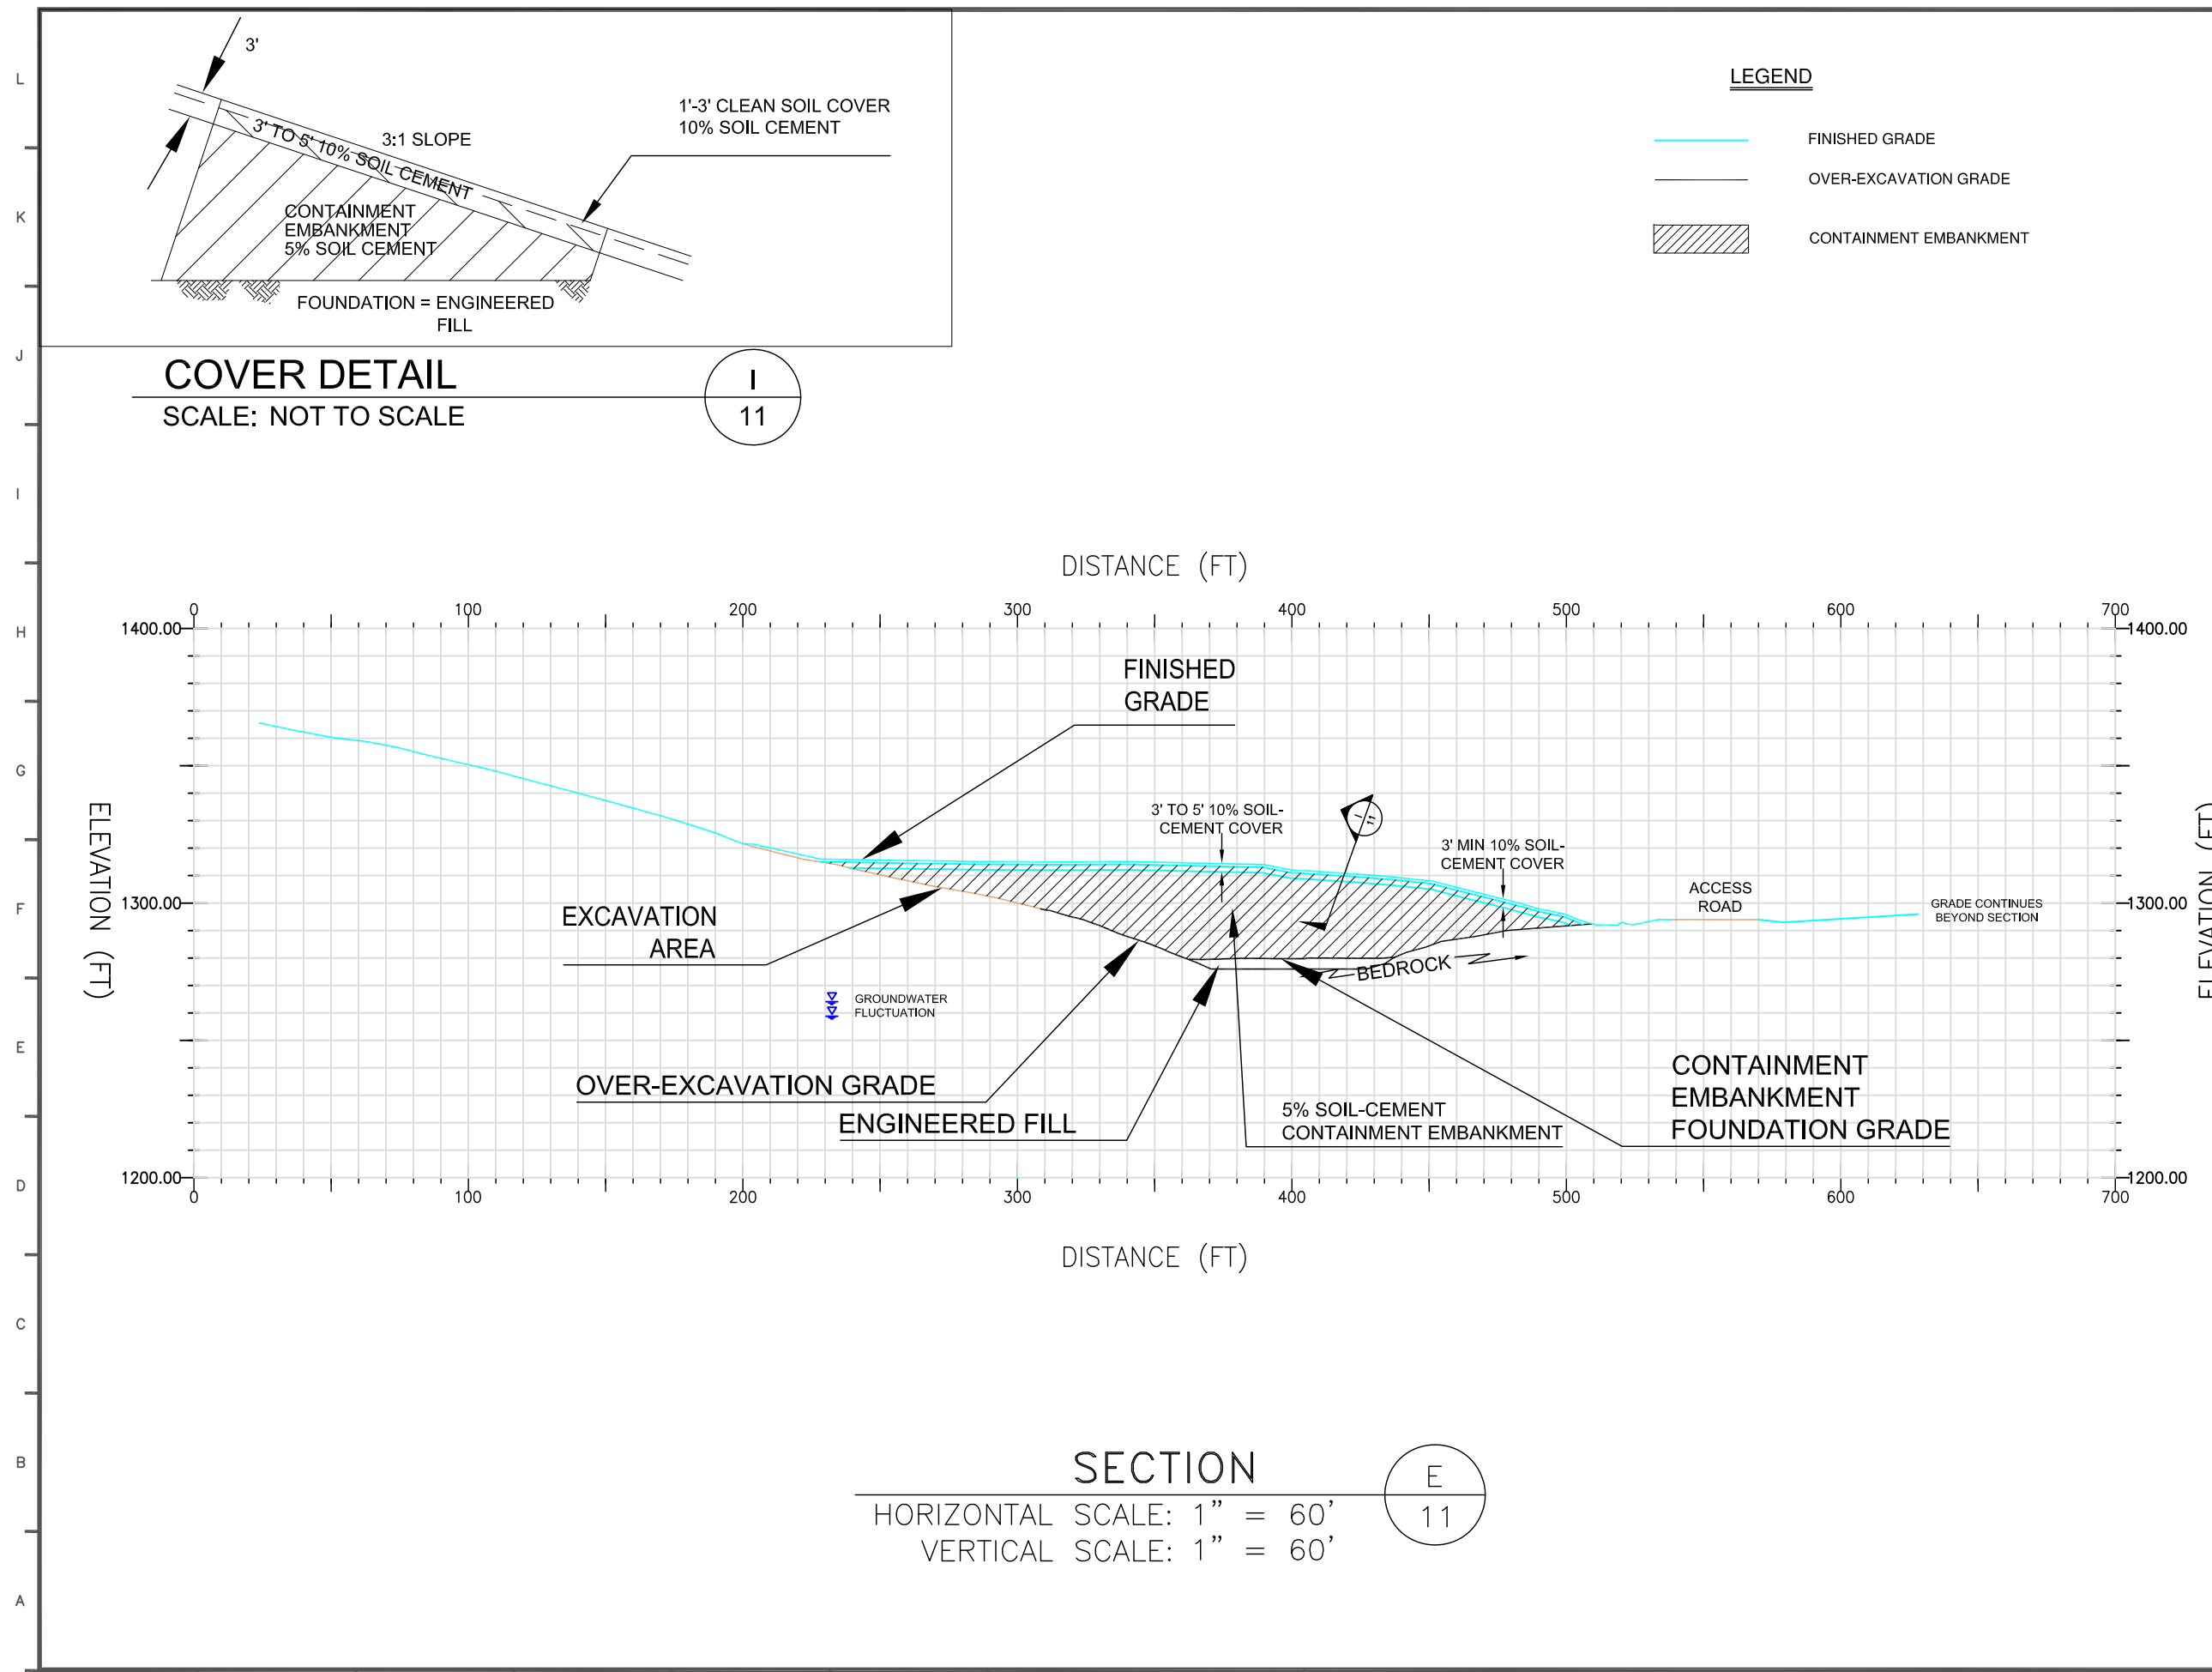 L
K
J
I
H
G
F
E
D
C
B
A
3'
3' TO 5' 10% SOIL CEMENT
3:1 SLOPE
1'-3' CLEAN SOIL COVER
10% SOIL CEMENT
CONTAINMENT
EMBANKMENT
5% SOIL CEMENT
FOUNDATION = ENGINEERED
FILL
COVER DETAIL
SCALE: NOT TO SCALE
I
11
LEGEND
FINISHED GRADE
OVER-EXCAVATION GRADE
CONTAINMENT EMBANKMENT
DISTANCE (FT)
0 100 200 300 400 500 600 700
1400.00 1400.00
FINISHED
GRADE
3' TO 5' 10% SOIL-
CEMENT COVER
I
11
3' MIN 10% SOIL-
CEMENT COVER
ELEVATION (FT)
ELEVATION (FT)
1300.00 1300.00
ACCESS
ROAD
GRADE CONTINUES
BEYOND SECTION
EXCAVATION
AREA
BEDROCK
GROUNDWATER
FLUCTUATION
OVER-EXCAVATION GRADE
ENGINEERED FILL
5% SOIL-CEMENT
CONTAINMENT EMBANKMENT
CONTAINMENT
EMBANKMENT
FOUNDATION GRADE
1200.00 1200.00
0 100 200 300 400 500 600 700
DISTANCE (FT)
SECTION
HORIZONTAL SCALE: 1" = 60'
VERTICAL SCALE: 1" = 60'
E
11